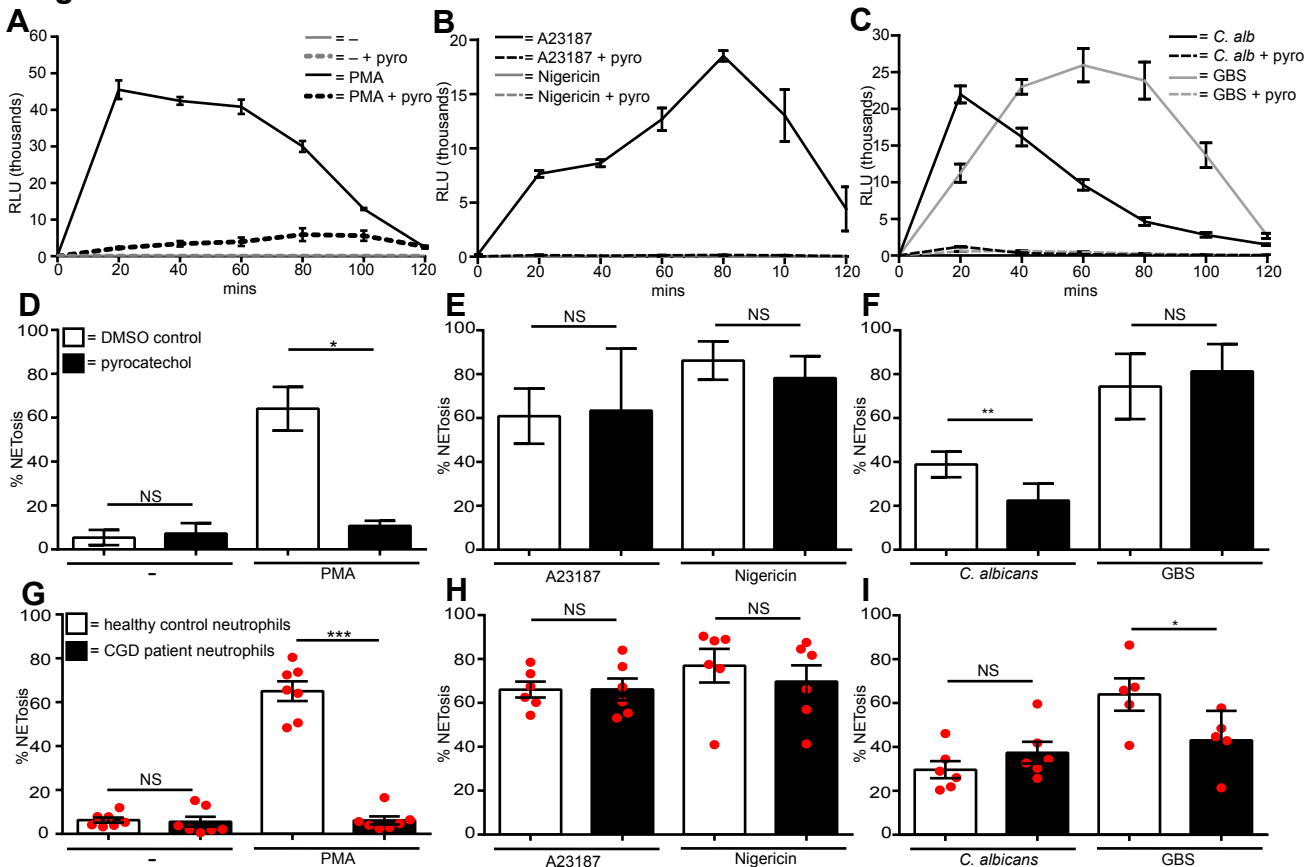 A
60
50
40
30
20
10
0
RLU (thousands)
0 20 40 60 80 100 120
mins
= –
= – + pyro
= PMA
= PMA + pyro
B
20
15
10
5
0
RLU (thousands)
0 20 40 60 80 10 120
mins
= A23187
= A23187 + pyro
= Nigericin
= Nigericin + pyro
C
30
25
20
15
10
5
0
RLU (thousands)
0 20 40 60 80 100 120
mins
= C. alb
= C. alb + pyro
= GBS
= GBS + pyro
D
100
80
60
40
20
0
% NETosis
= DMSO control
= pyrocatechol
NS
*
– PMA
E
100
80
60
40
20
0
% NETosis
NS NS
A23187 Nigericin
F
100
80
60
40
20
0
% NETosis
**
NS
C. albicans GBS
G
100
80
60
40
20
0
% NETosis
= healthy control neutrophils
= CGD patient neutrophils
NS
***
– PMA
H
100
80
60
40
20
0
% NETosis
NS NS
A23187 Nigericin
I
100
80
60
40
20
0
% NETosis
NS
*
C. albicans GBS